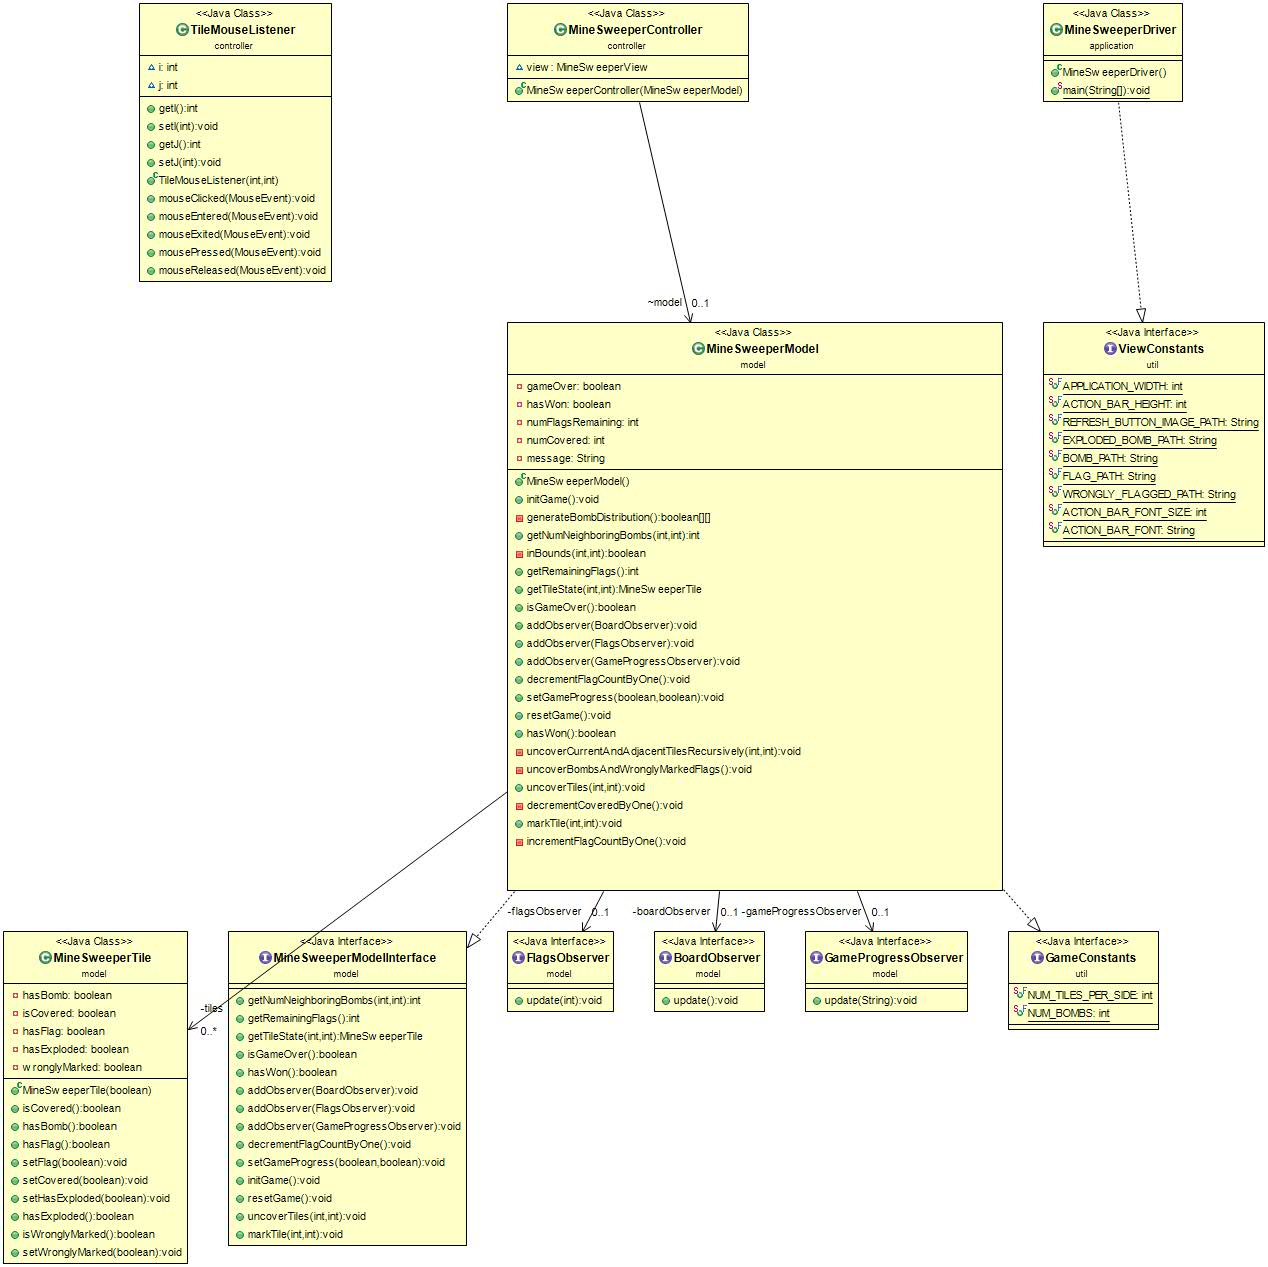 <<Java Class>>
TileMouseListener
controller
i: int
j: int
getI():int
setI(int):void
getJ():int
setJ(int):void
TileMouseListener(int,int)
mouseClicked(MouseEvent):void
mouseEntered(MouseEvent):void
mouseExited(MouseEvent):void
mousePressed(MouseEvent):void
mouseReleased(MouseEvent):void
<<Java Class>>
MineSweeperController
controller
view : MineSweeperView
MineSweeperController(MineSweeperModel)
<<Java Class>>
MineSweeperDriver
application
MineSweeperDriver()
main(String[]):void
~model 0..1
<<Java Class>>
MineSweeperModel
model
gameOver: boolean
hasWon: boolean
numFlagsRemaining: int
numCovered: int
message: String
MineSweeperModel()
initGame():void
generateBombDistribution():boolean[][]
getNumNeighboringBombs(int,int):int
inBounds(int,int):boolean
getRemainingFlags():int
getTileState(int,int):MineSweeperTile
isGameOver():boolean
addObserver(BoardObserver):void
addObserver(FlagsObserver):void
addObserver(GameProgressObserver):void
decrementFlagCountByOne():void
setGameProgress(boolean,boolean):void
resetGame():void
hasWon():boolean
uncoverCurrentAndAdjacentTilesRecursively(int,int):void
uncoverBombsAndWronglyMarkedFlags():void
uncoverTiles(int,int):void
decrementCoveredByOne():void
markTile(int,int):void
incrementFlagCountByOne():void
<<Java Interface>>
ViewConstants
util
APPLICATION_WIDTH: int
ACTION_BAR_HEIGHT: int
REFRESH_BUTTON_IMAGE_PATH: String
EXPLODED_BOMB_PATH: String
BOMB_PATH: String
FLAG_PATH: String
WRONGLY_FLAGGED_PATH: String
ACTION_BAR_FONT_SIZE: int
ACTION_BAR_FONT: String
-flagsObserver 0..1
-boardObserver 0..1
-gameProgressObserver 0..1
-tiles
0..*
<<Java Class>>
MineSweeperTile
model
hasBomb: boolean
isCovered: boolean
hasFlag: boolean
hasExploded: boolean
wronglyMarked: boolean
MineSweeperTile(boolean)
isCovered():boolean
hasBomb():boolean
hasFlag():boolean
setFlag(boolean):void
setCovered(boolean):void
setHasExploded(boolean):void
hasExploded():boolean
isWronglyMarked():boolean
setWronglyMarked(boolean):void
<<Java Interface>>
MineSweeperModelInterface
model
getNumNeighboringBombs(int,int):int
getRemainingFlags():int
getTileState(int,int):MineSweeperTile
isGameOver():boolean
hasWon():boolean
addObserver(BoardObserver):void
addObserver(FlagsObserver):void
addObserver(GameProgressObserver):void
decrementFlagCountByOne():void
setGameProgress(boolean,boolean):void
initGame():void
resetGame():void
uncoverTiles(int,int):void
markTile(int,int):void
<<Java Interface>>
FlagsObserver
model
update(int):void
<<Java Interface>>
BoardObserver
model
update():void
<<Java Interface>>
GameProgressObserver
model
update(String):void
<<Java Interface>>
GameConstants
util
NUM_TILES_PER_SIDE: int
NUM_BOMBS: int